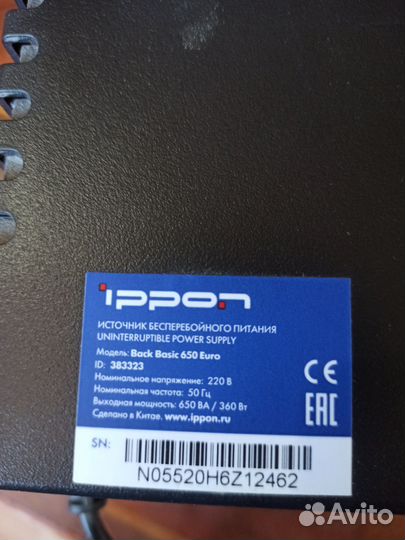 ippon
ИСТОЧНИК БЕСПЕРЕБОЙНОГО ПИТАНИЯ
UNINTERRUPTIBLE POWER SUPPLY
Модель: Back Basic 650 Euro
ID: 383323
Номинальное напряжение: 220 В
Номинальная частота: 50 Гц
Выходная мощность: 650 ВА / 360 Вт
Сделано в Китае. www.ippon.ru
CE
EAC
SN:
N05520H6Z12462
Avito